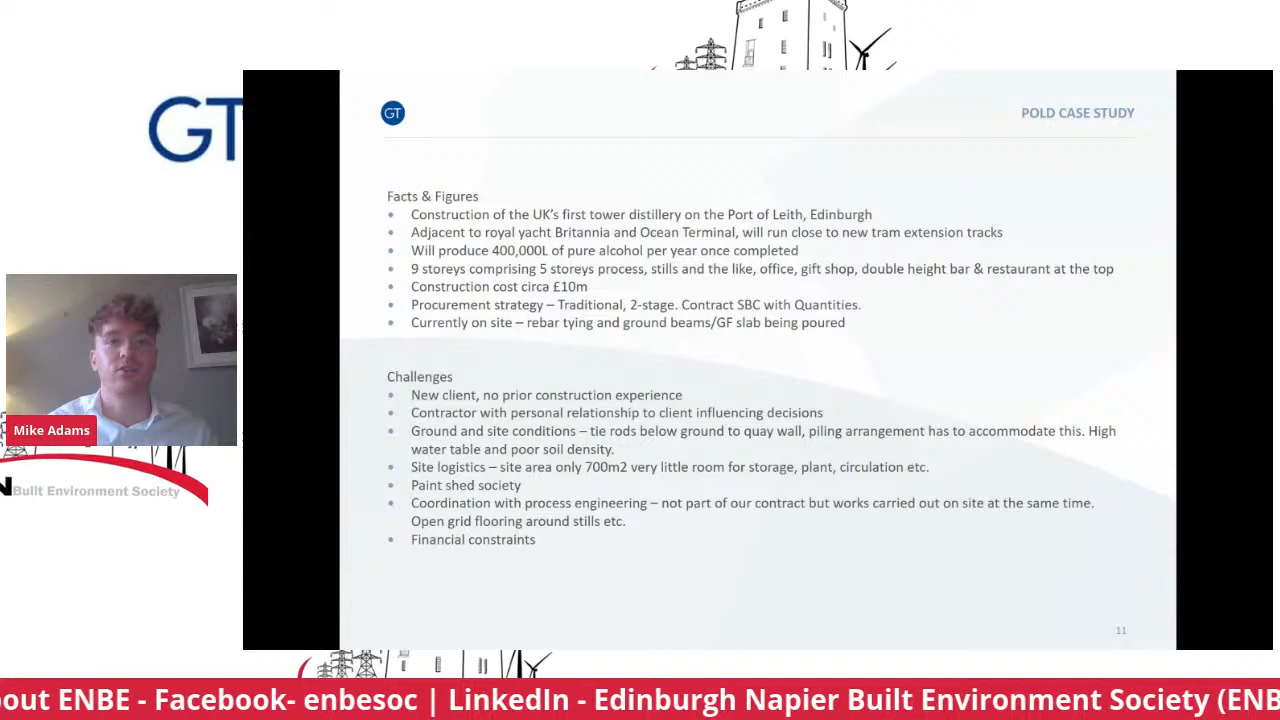 GT
GT
POLD CASE STUDY
Facts & Figures
• Construction of the UK's first tower distillery on the Port of Leith, Edinburgh
• Adjacent to royal yacht Britannia and Ocean Terminal, will run close to new tram extension tracks
• Will produce 400,000L of pure alcohol per year once completed
• 9 storeys comprising 5 storeys process, stills and the like, office, gift shop, double height bar & restaurant at the top
• Construction cost circa £10m
• Procurement strategy – Traditional, 2-stage. Contract SBC with Quantities.
• Currently on site – rebar tying and ground beams/GF slab being poured
Challenges
• New client, no prior construction experience
• Contractor with personal relationship to client influencing decisions
• Ground and site conditions – tie rods below ground to quay wall, piling arrangement has to accommodate this. High
water table and poor soil density.
• Site logistics – site area only 700m2 very little room for storage, plant, circulation etc.
• Paint shed society
• Coordination with process engineering – not part of our contract but works carried out on site at the same time.
Open grid flooring around stills etc.
• Financial constraints
11
Mike Adams
N Built Environment Society
out ENBE - Facebook- enbesoc | LinkedIn - Edinburgh Napier Built Environment Society (ENB